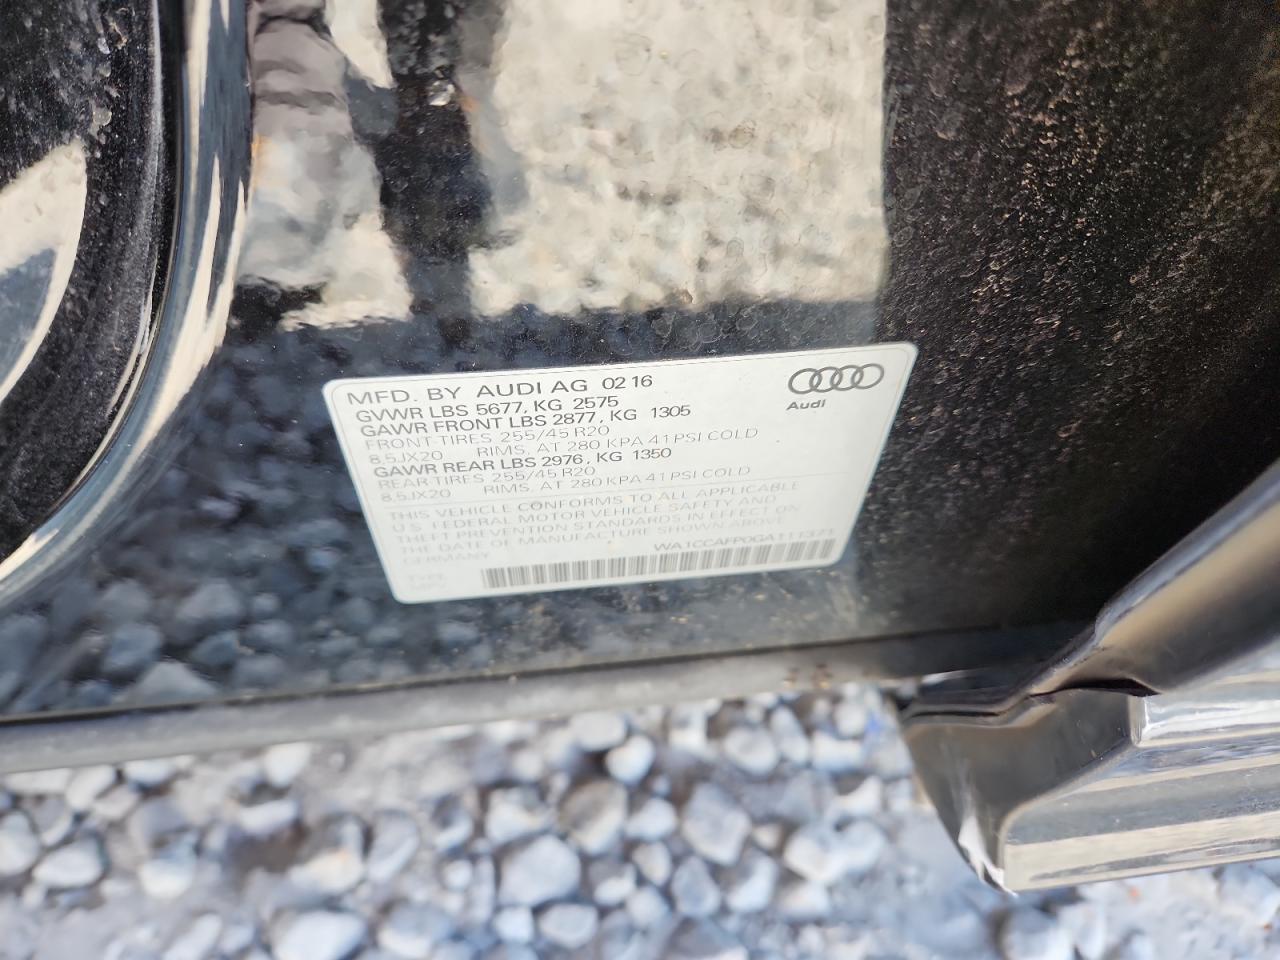 MFD. BY AUDI AG 02 16
GVWR LBS 5677, KG 2575
GAWR FRONT LBS 2877, KG 1305
FRONT-TIRES 255/45 R20
8,5JX20 RIMS, AT 280 KPA 41 PSI COLD
GAWR REAR LBS 2976, KG 1350
REAR TIRES 255/45 R20
8,5JX20 RIMS, AT 280 KPA 41 PSI COLD
THIS VEHICLE CONFORMS TO ALL APPLICABLE
U.S. FEDERAL MOTOR VEHICLE SAFETY AND
THEFT PREVENTION STANDARDS IN EFFECT ON
THE DATE OF MANUFACTURE SHOWN ABOVE
GERMANY WA1CCAFP0GA111371
TYPE
MPV
Audi